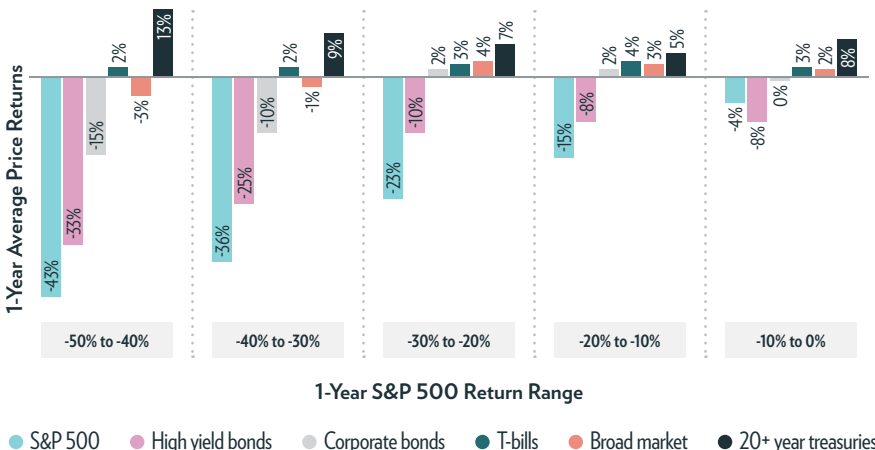 1-Year Average Price Returns
-43%
-33%
-15%
2%
-3%
13%
-36%
-25%
-10%
2%
-1%
9%
-23%
-10%
2%
3%
4%
7%
-15%
-8%
2%
4%
3%
5%
-4%
-8%
0%
3%
2%
8%
-50% to -40%
-40% to -30%
-30% to -20%
-20% to -10%
-10% to 0%
1-Year S&P 500 Return Range
S&P 500
High yield bonds
Corporate bonds
T-bills
Broad market
20+ year treasuries